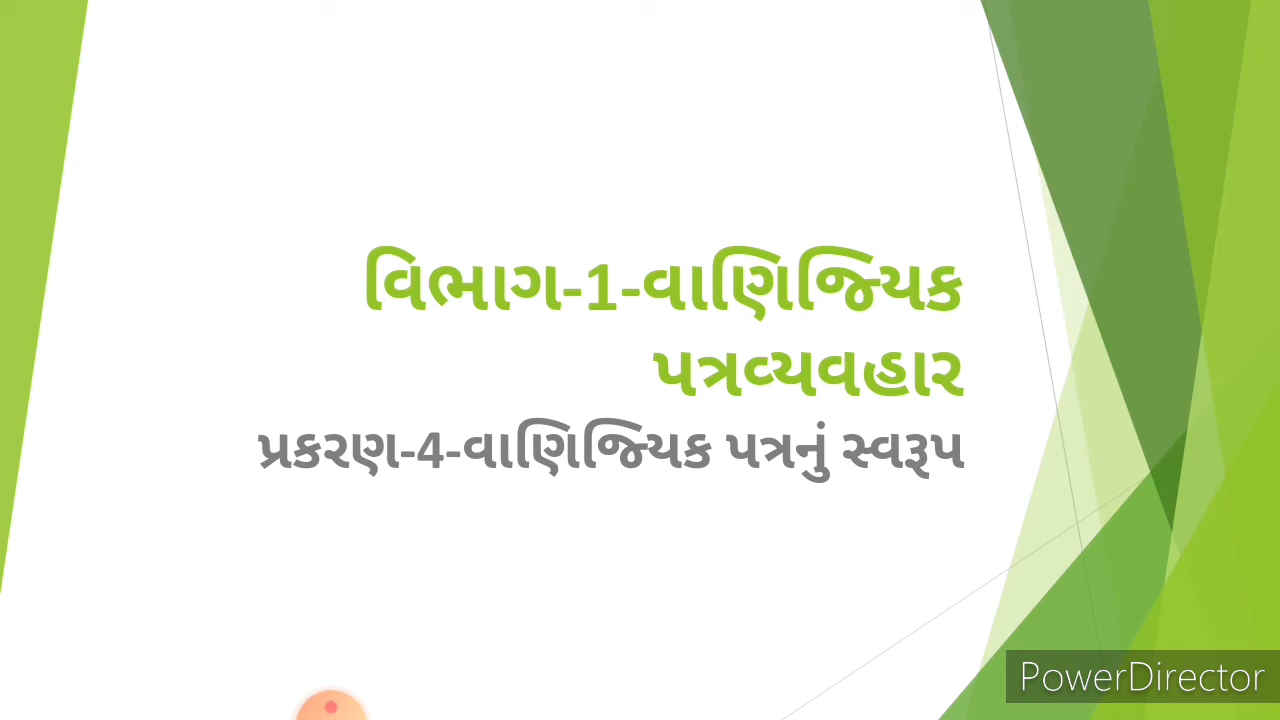 વિભાગ-1-વાણિજ્યિક
પત્રવ્યવહાર
પ્રકરણ-4-વાણિજ્યિક પત્રનું સ્વરૂપ
PowerDirector